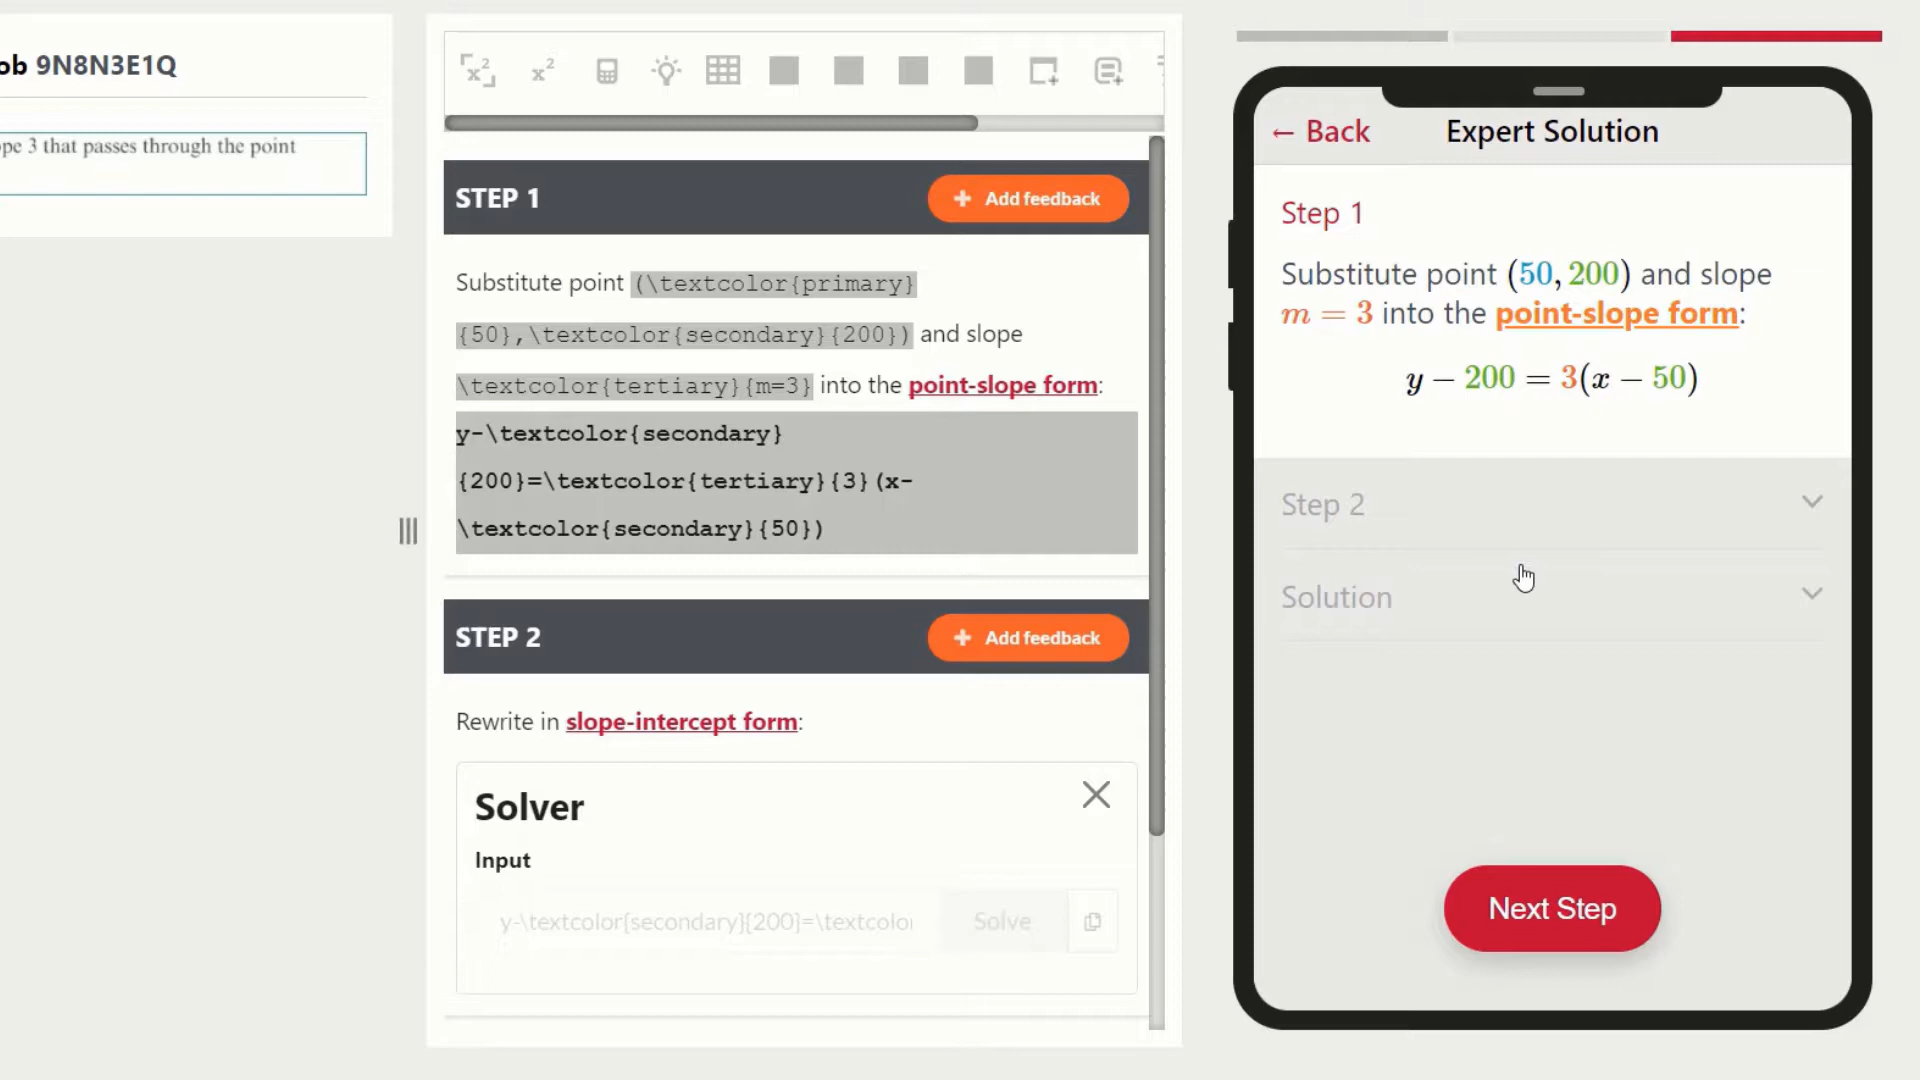 ob 9N8N3E1Q
pe 3 that passes through the point
x²
x²
STEP 1
+ Add feedback
Substitute point (\textcolor{primary}
{50},\textcolor{secondary}{200}) and slope
\textcolor{tertiary}{m=3} into the point-slope form:
y-\textcolor{secondary}
{200}=\textcolor{tertiary}{3}(x-
\textcolor{secondary}{50})
STEP 2
+ Add feedback
Rewrite in slope-intercept form:
Solver
Input
y-\textcolor{secondary}{200}=\textcolor
Solve
← Back
Expert Solution
Step 1
Substitute point (50, 200) and slope
m = 3 into the point-slope form:
y − 200 = 3(x − 50)
Step 2
Solution
Next Step